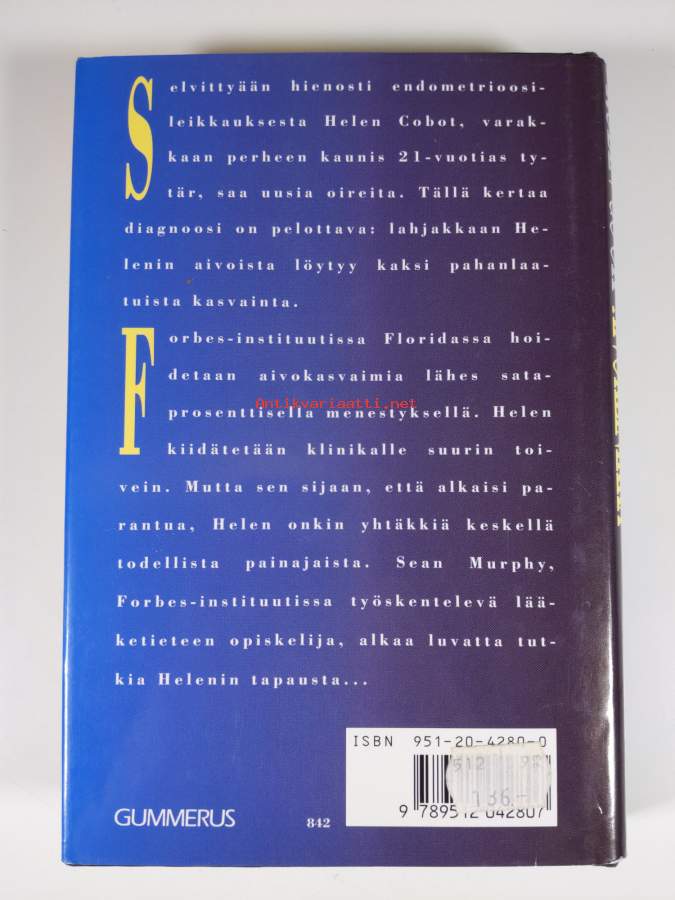 Selvittyään hienosti endometrioosi-
leikkauksesta Helen Cobot, varak-
kaan perheen kaunis 21-vuotias ty-
tär, saa uusia oireita. Tällä kertaa
diagnoosi on pelottava: lahjakkaan He-
lenin aivoista löytyy kaksi pahanlaa-
tuista kasvainta.
Forbes-instituutissa Floridassa hoi-
detaan aivokasvaimia lähes sata-
prosenttisella menestyksellä. Helen
kiidätetään klinikalle suurin toi-
vein. Mutta sen sijaan, että alkaisi pa-
rantua, Helen onkin yhtäkkiä keskellä
todellista painajaista. Sean Murphy,
Forbes-instituutissa työskentelevä lää-
ketieteen opiskelija, alkaa luvatta tut-
kia Helenin tapausta...
Antikvariaatti.net
ISBN 951-20-4280-0
512 92
136,-
9 789512 042807
GUMMERUS
842